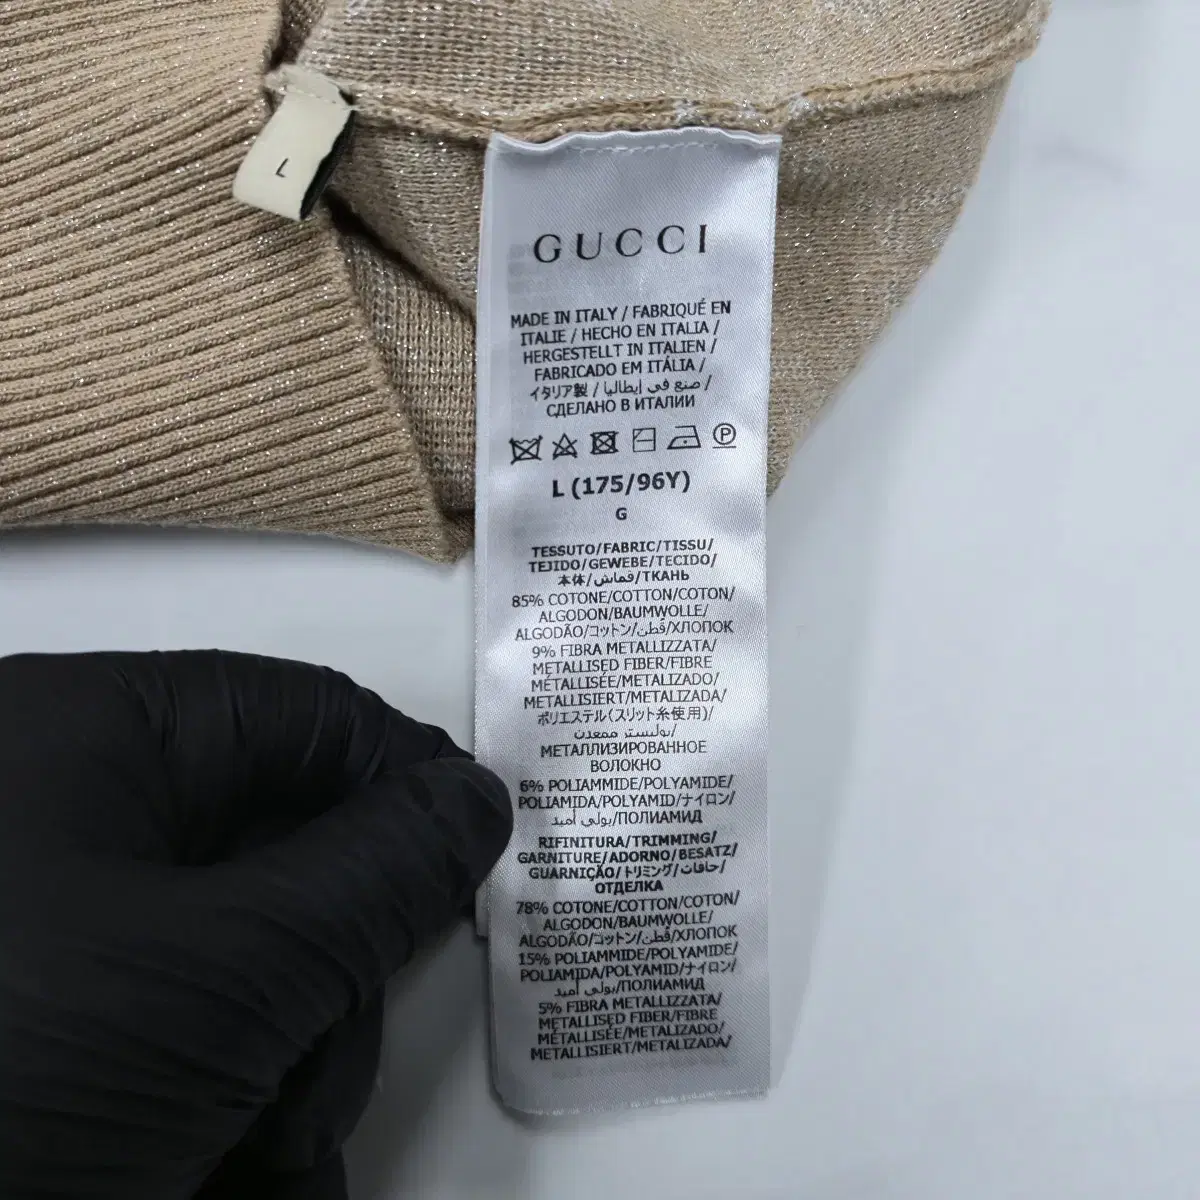 L
GUCCI
MADE IN ITALY / FABRIQUÉ EN
ITALIE / HECHO EN ITALIA /
HERGESTELLT IN ITALIEN /
FABRICADO EM ITÁLIA /
イタリア製 / صنع في إيطاليا /
СДЕЛАНО В ИТАЛИИ
P
L (175/96Y)
G
TESSUTO/FABRIC/TISSU/
TEJIDO/GEWEBE/TECIDO/
本体/قماش/ТКАНЬ
85% COTONE/COTTON/COTON/
ALGODON/BAUMWOLLE/
ALGODÃO/コットン/قطن/ХЛОПОК
9% FIBRA METALLIZZATA/
METALLISED FIBER/FIBRE
MÉTALLISÉE/METALIZADO/
METALLISIERT/METALIZADA/
ポリエステル(スリット糸使用)/
بوليستر ممعدن/
МЕТАЛЛИЗИРОВАННОЕ
ВОЛОКНО
6% POLIAMMIDE/POLYAMIDE/
POLIAMIDA/POLYAMID/ナイロン/
بولي أميد/ПОЛИАМИД
RIFINITURA/TRIMMING/
GARNITURE/ADORNO/BESATZ/
GUARNIÇÃO/トリミング/حافات/
ОТДЕЛКА
78% COTONE/COTTON/COTON/
ALGODON/BAUMWOLLE/
ALGODÃO/コットン/قطن/ХЛОПОК
15% POLIAMMIDE/POLYAMIDE/
POLIAMIDA/POLYAMID/ナイロン/
بولي أميد/ПОЛИАМИД
5% FIBRA METALLIZZATA/
METALLISED FIBER/FIBRE
MÉTALLISÉE/METALIZADO/
METALLISIERT/METALIZADA/